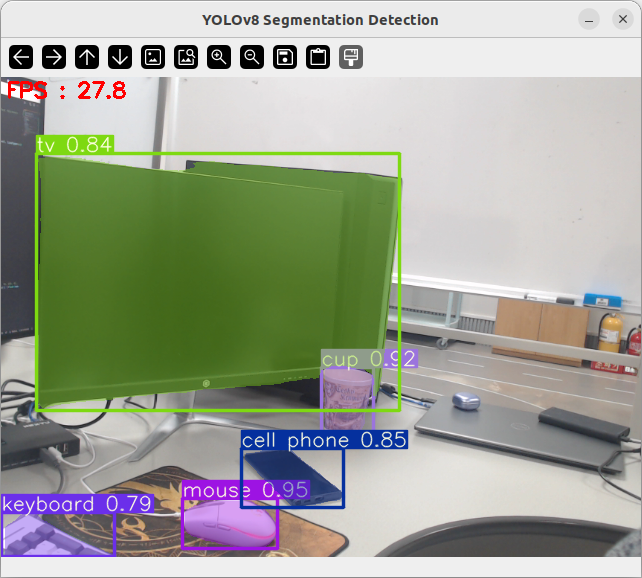 YOLOv8 Segmentation Detection
FPS : 27.8
tv 0.84
cup 0.92
cell phone 0.85
mouse 0.95
keyboard 0.79